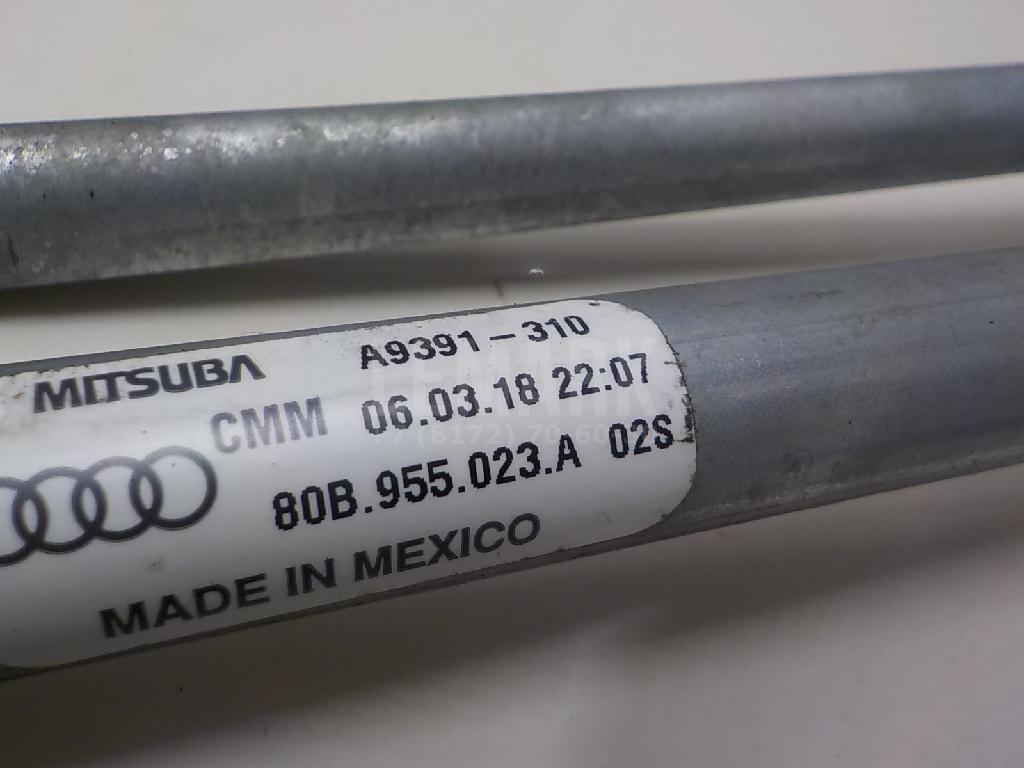 MITSUBA A9391-310
CMM 06.03.18 22:07
80B.955.023.A 02S
MADE IN MEXICO